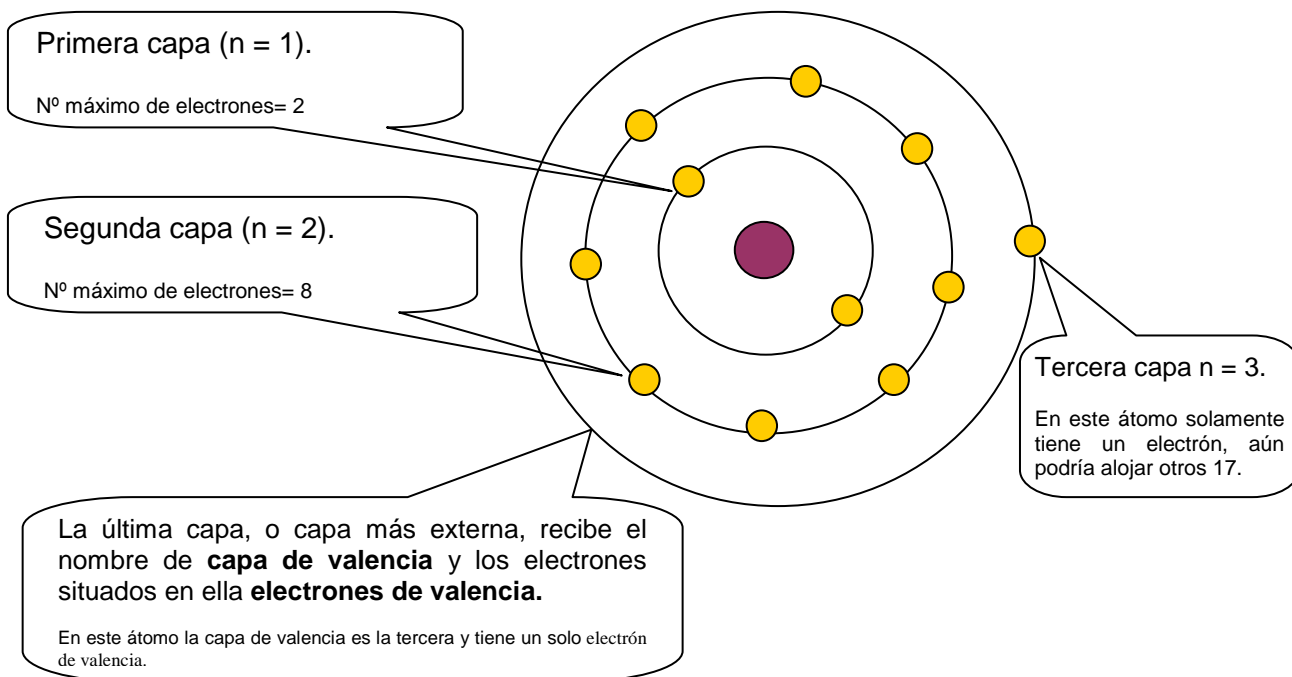 Primera capa (n = 1).
Nº máximo de electrones= 2
Segunda capa (n = 2).
Nº máximo de electrones= 8
Tercera capa n = 3.
En este átomo solamente
tiene un electrón, aún
podría alojar otros 17.
La última capa, o capa más externa, recibe el
nombre de capa de valencia y los electrones
situados en ella electrones de valencia.
En este átomo la capa de valencia es la tercera y tiene un solo electrón
de valencia.